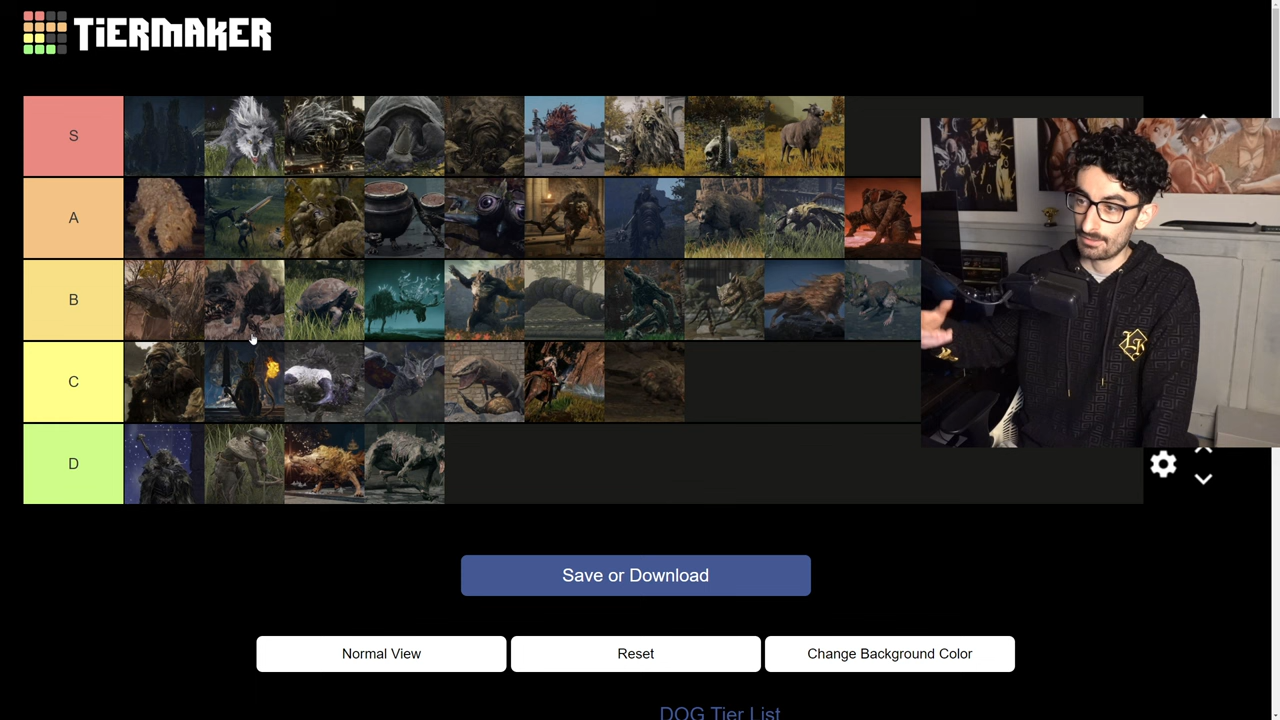 TiERMAKER
S
A
B
C
D
Save or Download
Normal View
Reset
Change Background Color
DOG Tier List